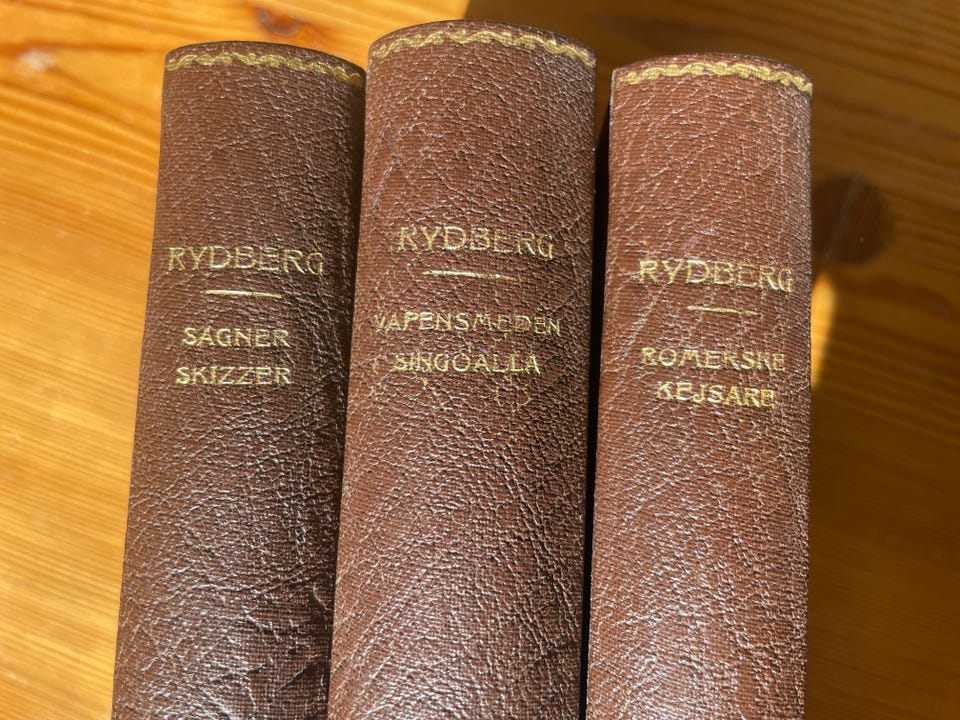 RYDBERG
SAGNER
SKIZZER
RYDBERG
VAPENSMEDEN
SINGOALLA
RYDBERG
ROMERSKE
KEJSARE